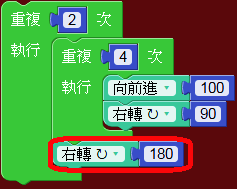 重複 2 次
執行 重複 4 次
執行 向前進 100
右轉 ↻ 90
右轉 ↻ 180